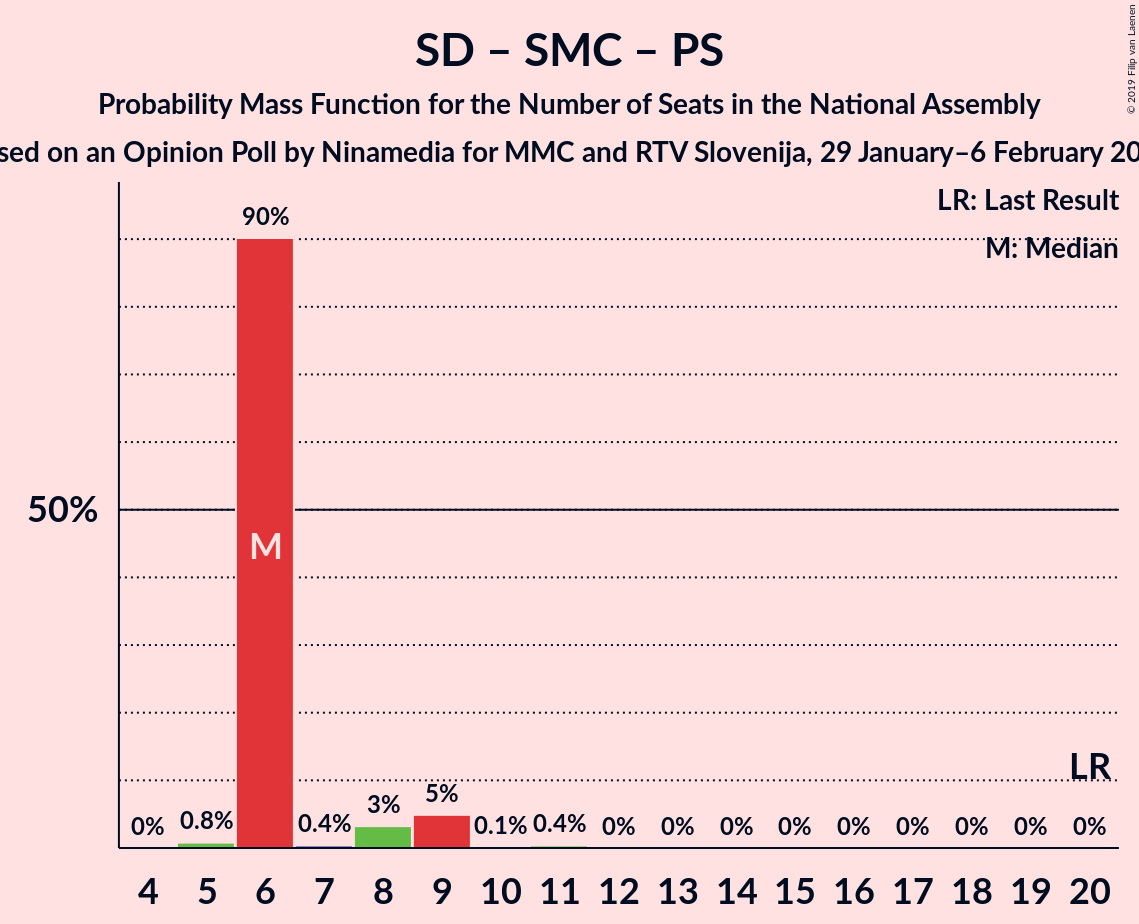 SD – SMC – PS
Probability Mass Function for the Number of Seats in the National Assembly
on an Opinion Poll by Ninamedia for MMC and RTV Slovenija, 29 January–6 February
© 2019 Filip van Laenen
LR: Last Result
M: Median
90%
50%
M
LR
0% 0.8% 0.4% 3% 5% 0.1% 0.4% 0% 0% 0% 0% 0% 0% 0% 0% 0%
4 5 6 7 8 9 10 11 12 13 14 15 16 17 18 19 20